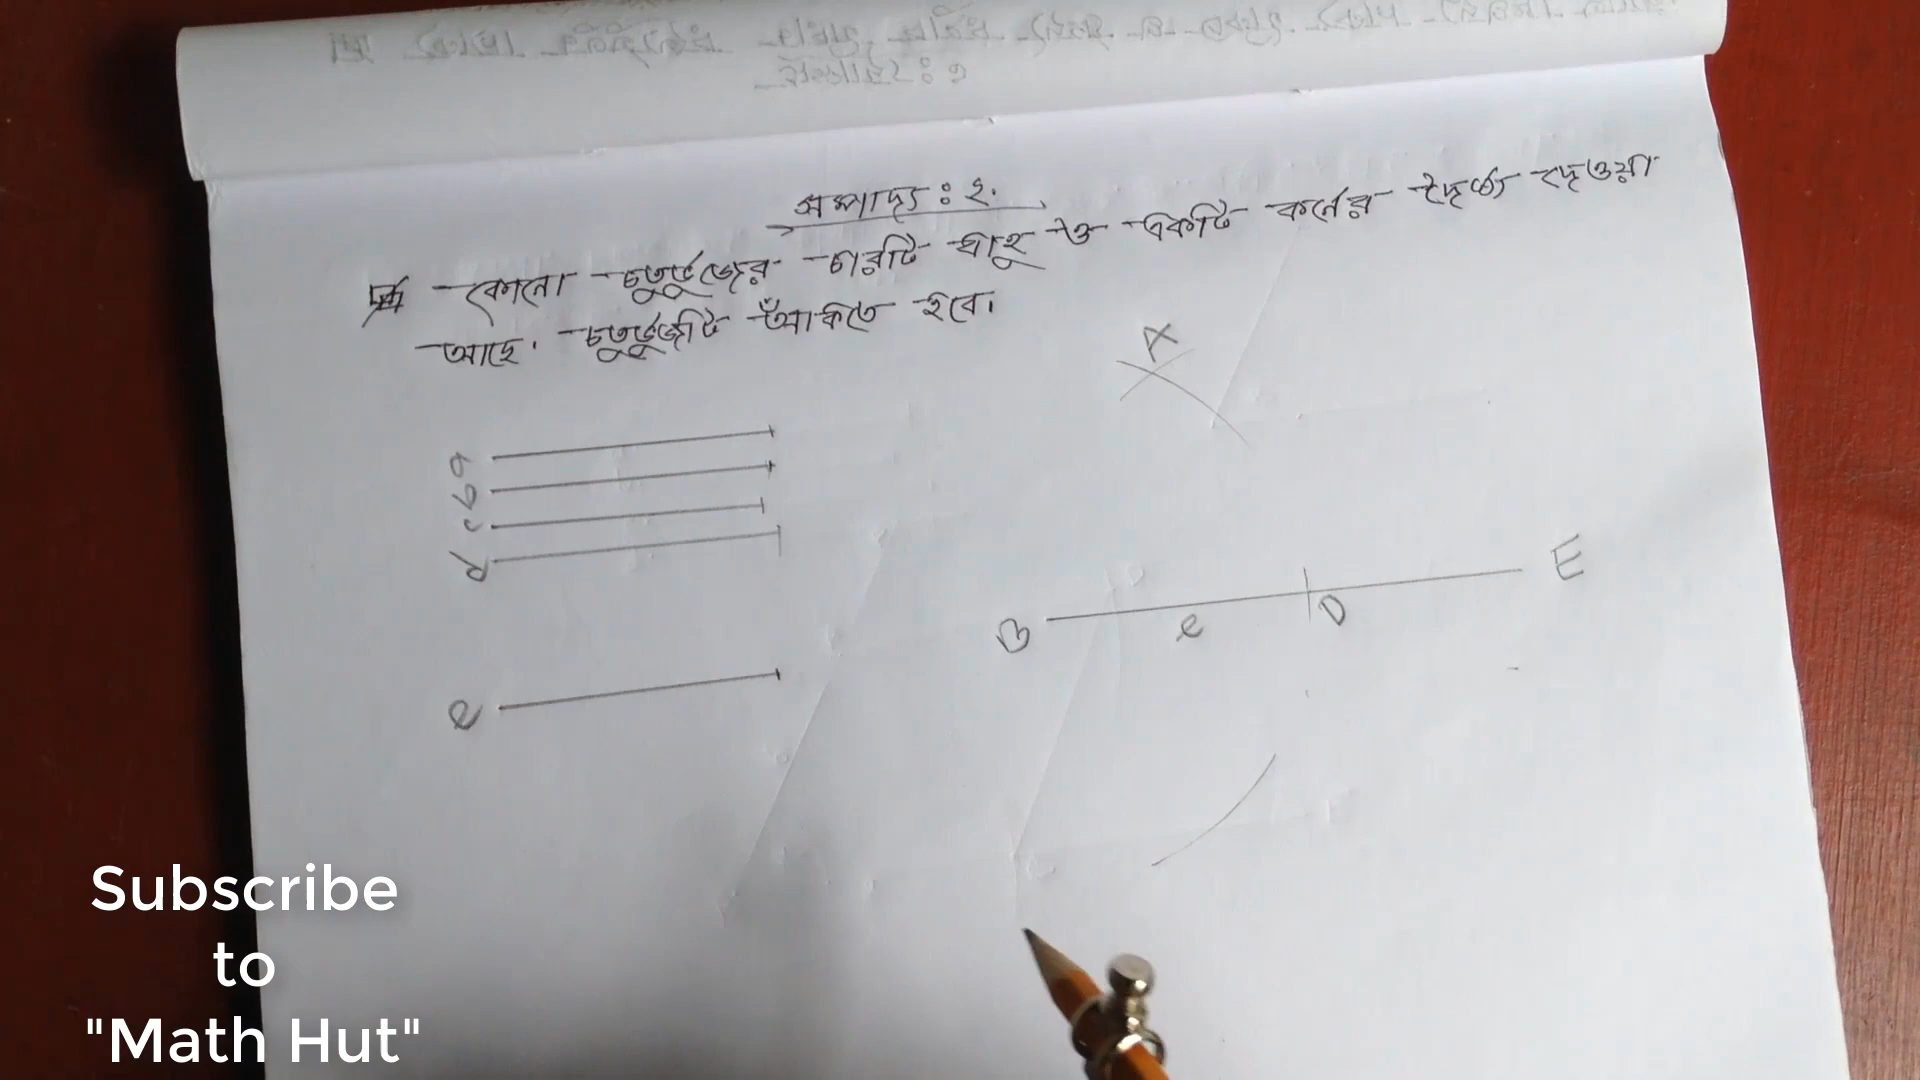 সম্পাদ্য : ২.
কোনো চতুর্ভুজের চারটি বাহু ও একটি কর্ণের দৈর্ঘ্য দেওয়া
আছে. চতুর্ভুজটি আঁকতে হবে।
A
a
b
c
d
E
B
e
D
e
Subscribe
to
"Math Hut"